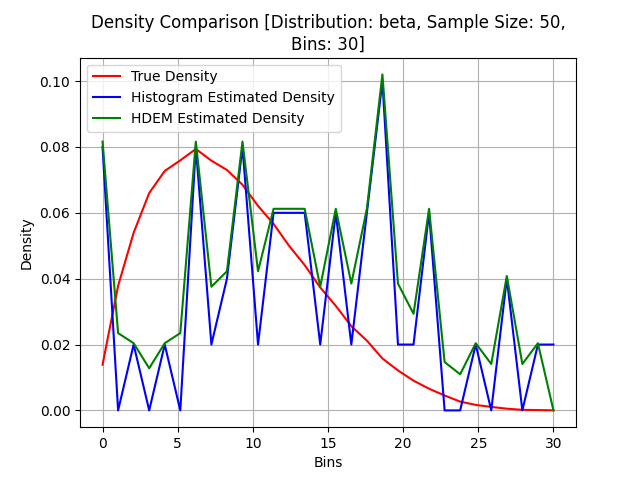 Density Comparison [Distribution: beta, Sample Size: 50,
Bins: 30]
True Density
Histogram Estimated Density
HDEM Estimated Density
0.10
0.08
0.06
0.04
0.02
0.00
Density
0 5 10 15 20 25 30
Bins